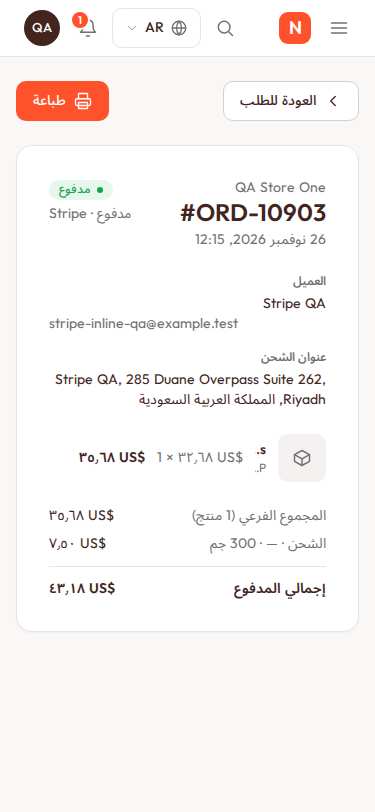 N
AR
1
QA
العودة للطلب
طباعة
QA Store One
مدفوع
#ORD-10903
مدفوع · Stripe
26 نوفمبر 2026, 12:15
العميل
Stripe QA
stripe-inline-qa@example.test
عنوان الشحن
Stripe QA, 285 Duane Overpass Suite 262,
Riyadh, المملكة العربية السعودية
s.
P..
1 × ٣٢٫٦٨ US$
٣٥٫٦٨ US$
المجموع الفرعي (1 منتج)
٣٥٫٦٨ US$
الشحن · — · 300 جم
٧٫٥٠ US$
إجمالي المدفوع
٤٣٫١٨ US$